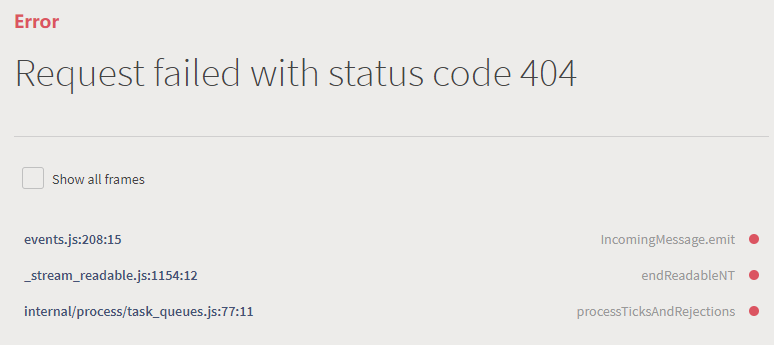 Error
Request failed with status code 404
Show all frames
events.js:208:15 IncomingMessage.emit
_stream_readable.js:1154:12 endReadableNT
internal/process/task_queues.js:77:11 processTicksAndRejections